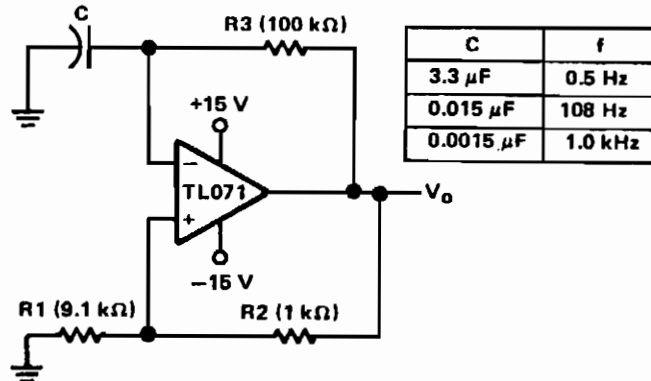 C
R3 (100 kΩ)
C f
3.3 µF 0.5 Hz
0.015 µF 108 Hz
0.0015 µF 1.0 kHz
+15 V
−
TL071
+
V₀
−15 V
R1 (9.1 kΩ)
R2 (1 kΩ)